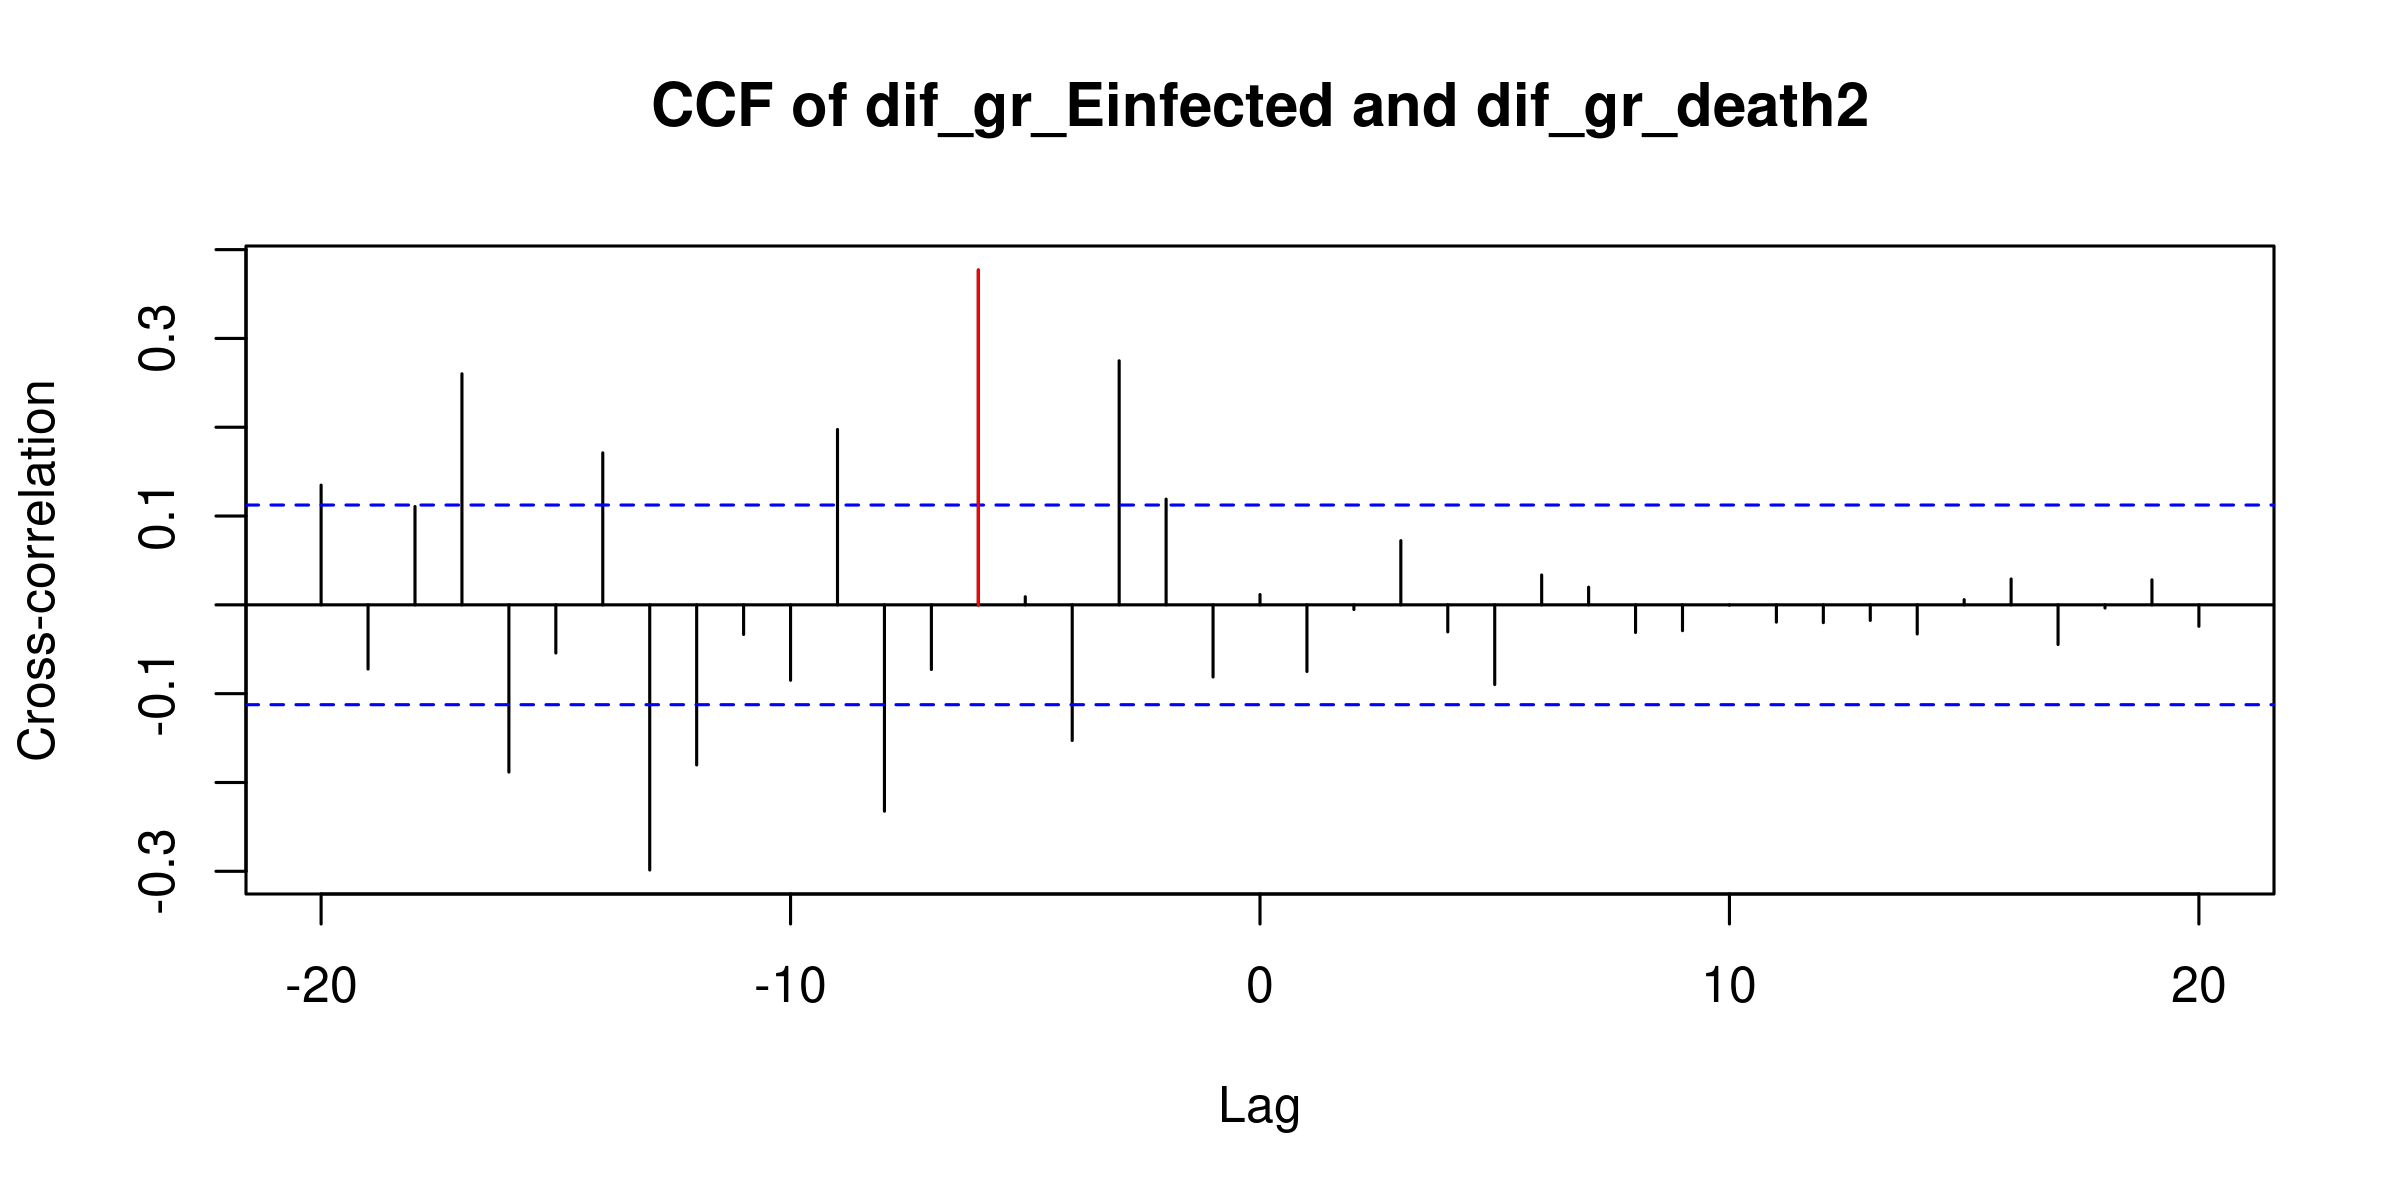 CCF of dif_gr_Einfected and dif_gr_death2
Cross-correlation
0.3
0.1
-0.1
-0.3
-20 -10 0 10 20
Lag